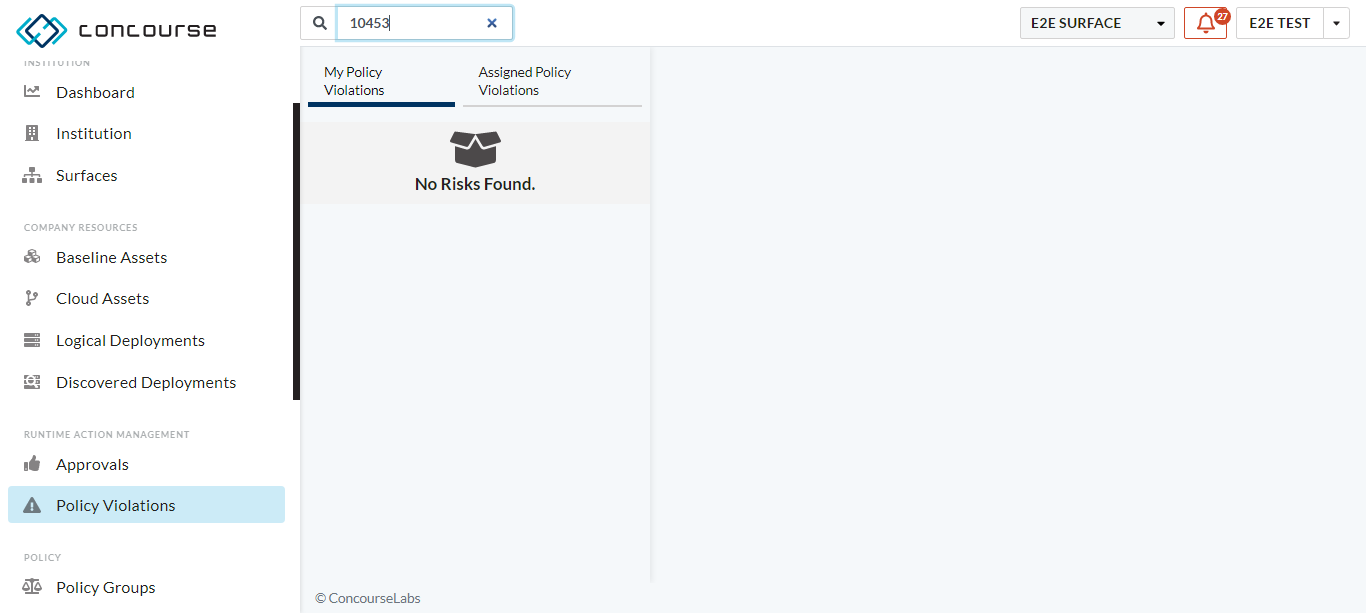 concourse
10453
E2E SURFACE
27
E2E TEST
INSTITUTION
Dashboard
Institution
Surfaces
COMPANY RESOURCES
Baseline Assets
Cloud Assets
Logical Deployments
Discovered Deployments
RUNTIME ACTION MANAGEMENT
Approvals
Policy Violations
POLICY
Policy Groups
My Policy
Violations
Assigned Policy
Violations
No Risks Found.
© ConcourseLabs